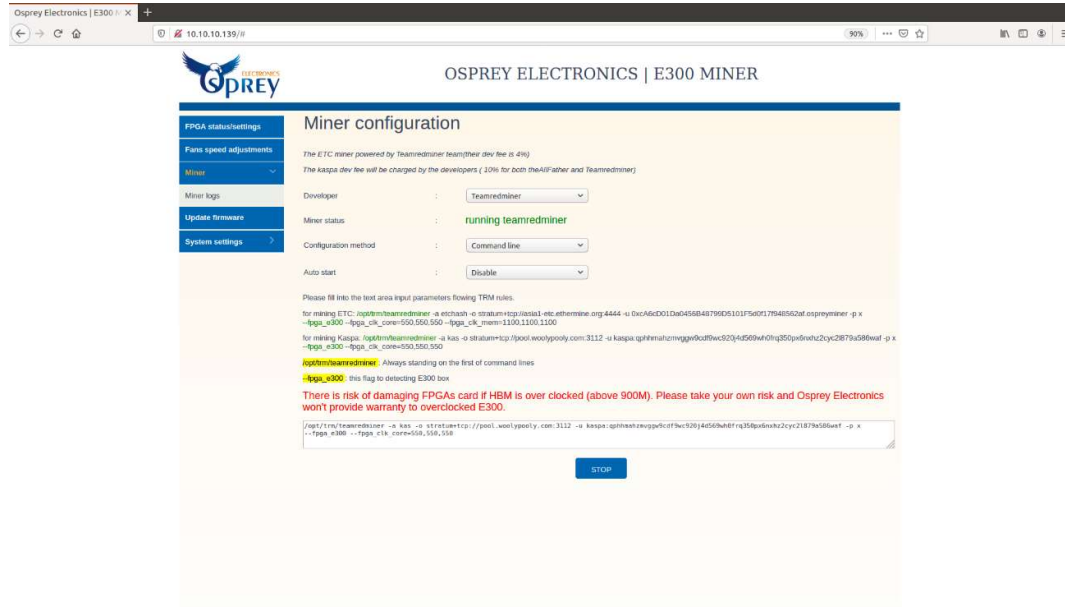 Osprey Electronics | E300 M
10.10.10.139/#
90%
ELECTRONICS
OSPREY
OSPREY ELECTRONICS | E300 MINER
FPGA status/settings
Fans speed adjustments
Miner
Miner logs
Update firmware
System settings
Miner configuration
The ETC miner powered by Teamredminer team(their dev fee is 4%)
The kaspa dev fee will be charged by the developers ( 10% for both theAllFather and Teamredminer)
Developer : Teamredminer
Miner status : running teamredminer
Configuration method : Command line
Auto start : Disable
Please fill into the text area input parameters flowing TRM rules.
for mining ETC: /opt/trm/teamredminer -a etchash -o stratum+tcp://asia1-etc.ethermine.org:4444 -u 0xcA6cD01Da0456B48799D5101F5d0f17f948562af.ospreyminer -p x
--fpga_e300 --fpga_clk_core=550,550,550 --fpga_clk_mem=1100,1100,1100
for mining Kaspa: /opt/trm/teamredminer -a kas -o stratum+tcp://pool.woolypooly.com:3112 -u -p x
--fpga_e300 --fpga_clk_core=550,550,550
/opt/trm/teamredminer : Always standing on the first of command lines
--fpga_e300 : this flag to detecting E300 box
There is risk of damaging FPGAs card if HBM is over clocked (above 900M). Please take your own risk and Osprey Electronics
won't provide warranty to overclocked E300.
/opt/trm/teamredminer -a kas -o stratum+tcp://pool.woolypooly.com:3112 -u -p x
--fpga_e300 --fpga_clk_core=550,550,550
STOP